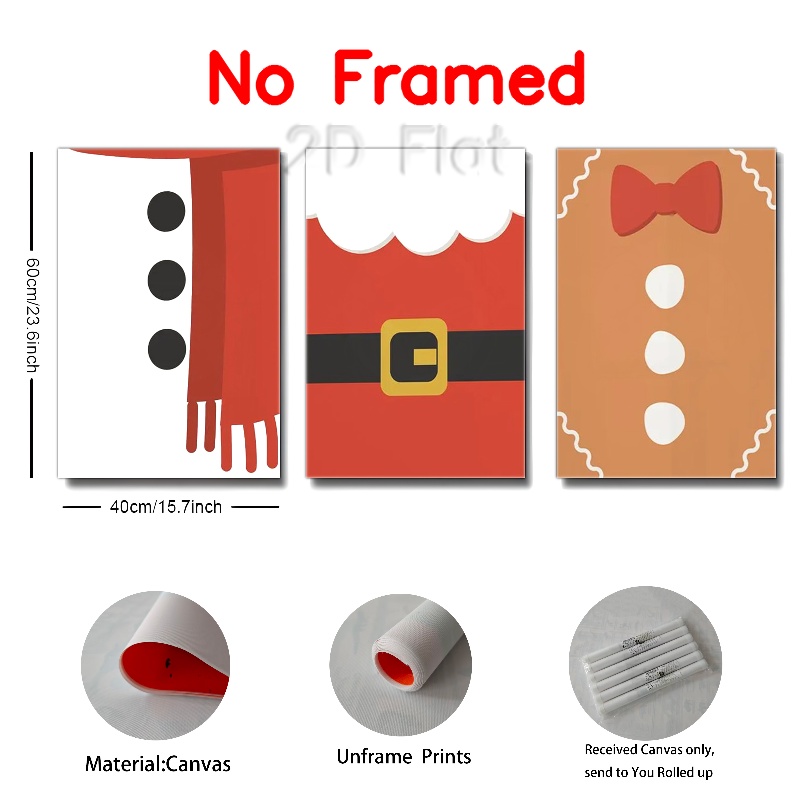 No Framed
2D Flat
60cm/23.6inch
40cm/15.7inch
Material:Canvas
Unframe Prints
Received Canvas only,
send to You Rolled up